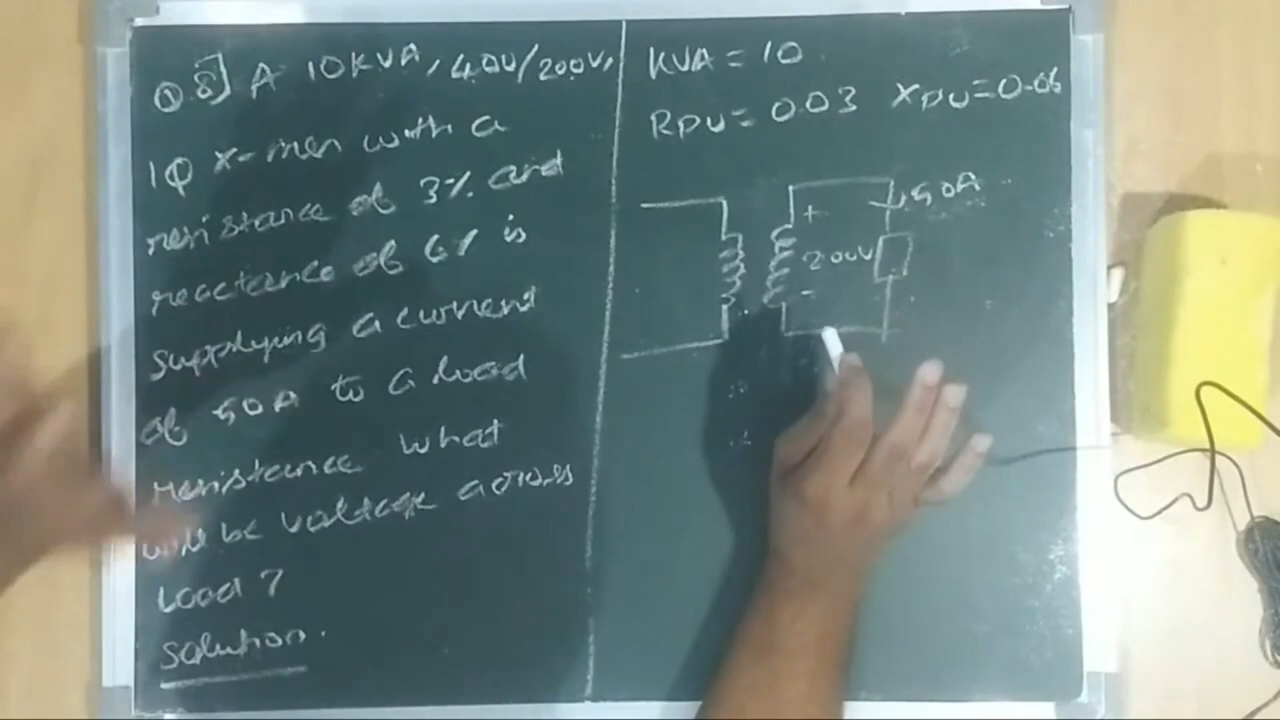 Q.8] A 10KVA, 400/200V,
1Φ x-mer with a
resistance of 3% and
reactance of 6% is
supplying a current
of 50A to a load
resistance what
will be voltage across
load ?
solution.
KVA = 10
RPU = 0.03 XPU = 0.06
50A
+
200V
-